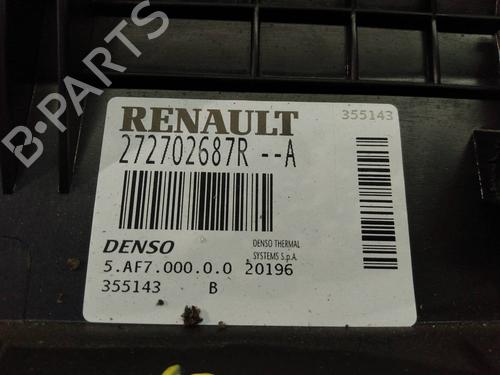 RENAULT
355143
272702687R --A
DENSO
DENSO THERMAL
SYSTEMS S.p.A.
5.AF7.000.0.0 20196
355143 B
B-PARTS